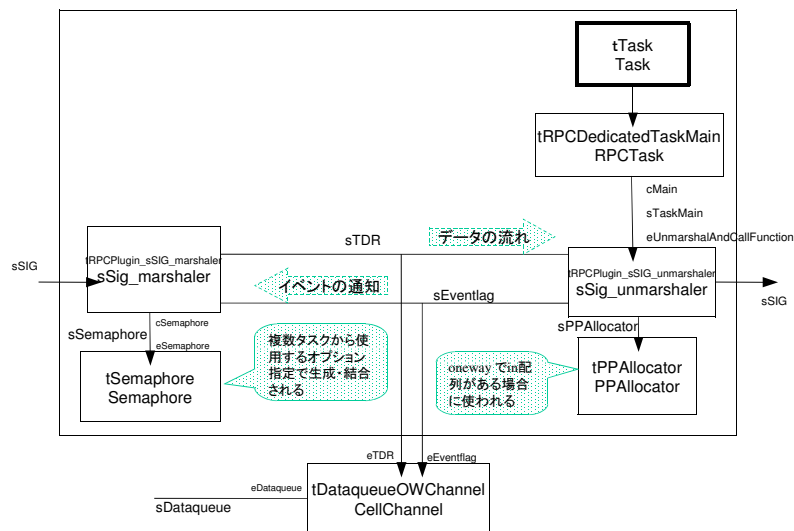 tTask
Task
tRPCDedicatedTaskMain
RPCTask
cMain
sTaskMain
eUnmarshalAndCallFunction
sTDR
データの流れ
tRPCPlugin_sSIG_marshaler
sSig_marshaler
sSIG
イベントの通知
sEventlag
tRPCPlugin_sSIG_unmarshaler
sSig_unmarshaler
sSIG
sSemaphore
cSemaphore
eSemaphore
tSemaphore
Semaphore
複数タスクから使
用するオプション
指定で生成・結合
される
sPPAllocator
tPPAllocator
PPAllocator
oneway でin配
列がある場合
に使われる
eTDR
eEventflag
eDataqueue
sDataqueue
tDataqueueOWChannel
CellChannel